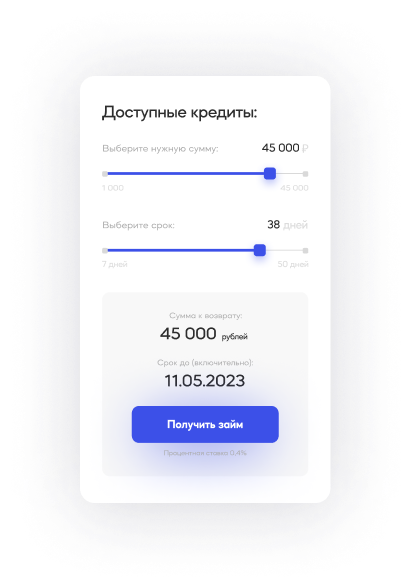 Доступные кредиты:
Выберите нужную сумму: 45 000 ₽
1 000 45 000
Выберите срок: 38 дней
7 дней 50 дней
Сумма к возврату:
45 000 рублей
Срок до (включительно):
11.05.2023
Получить займ
Процентная ставка 0,4%